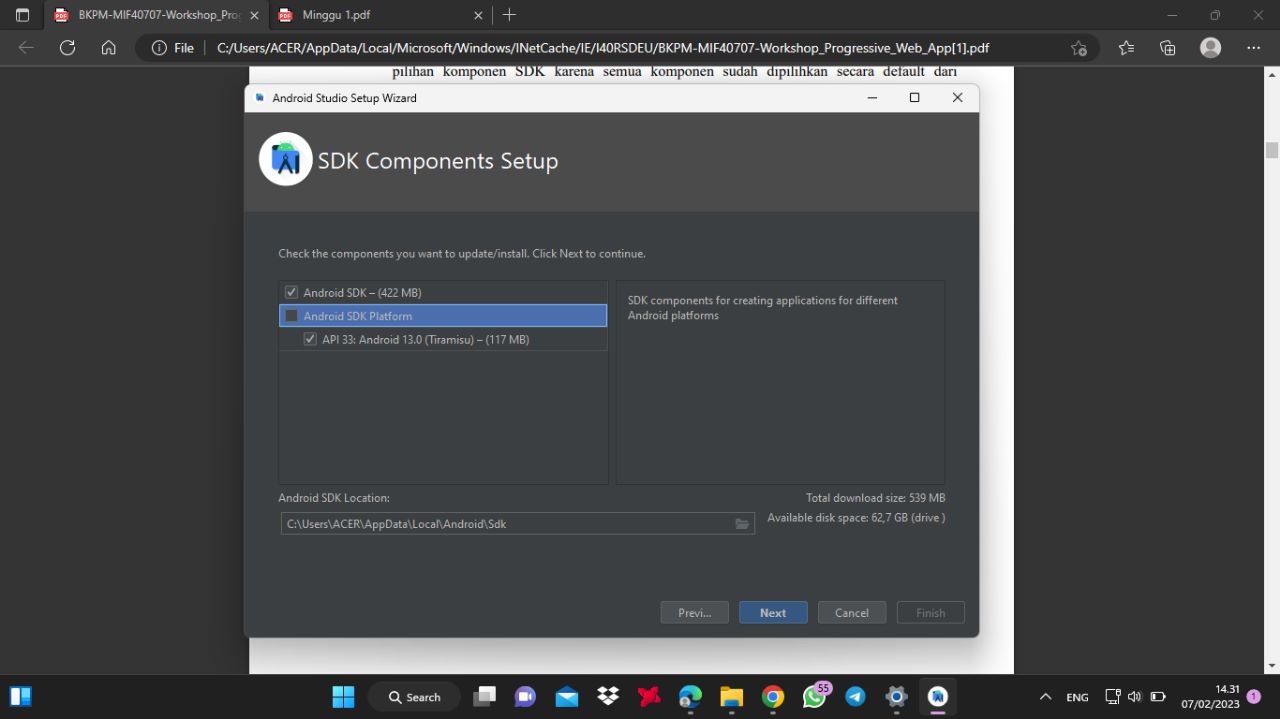 BKPM-MIF40707-Workshop_Prog
Minggu 1.pdf
File
C:/Users/ACER/AppData/Local/Microsoft/Windows/INetCache/IE/I40RSDEU/BKPM-MIF40707-Workshop_Progressive_Web_App[1].pdf
pilihan komponen SDK karena semua komponen sudah dipilihkan secara default dari
Android Studio Setup Wizard
SDK Components Setup
Check the components you want to update/install. Click Next to continue.
Android SDK – (422 MB)
Android SDK Platform
API 33: Android 13.0 (Tiramisu) – (117 MB)
SDK components for creating applications for different
Android platforms
Android SDK Location:
Total download size: 539 MB
C:\Users\ACER\AppData\Local\Android\Sdk
Available disk space: 62,7 GB (drive )
Previ...
Next
Cancel
Finish
Search
55
ENG
14.31
07/02/2023
1